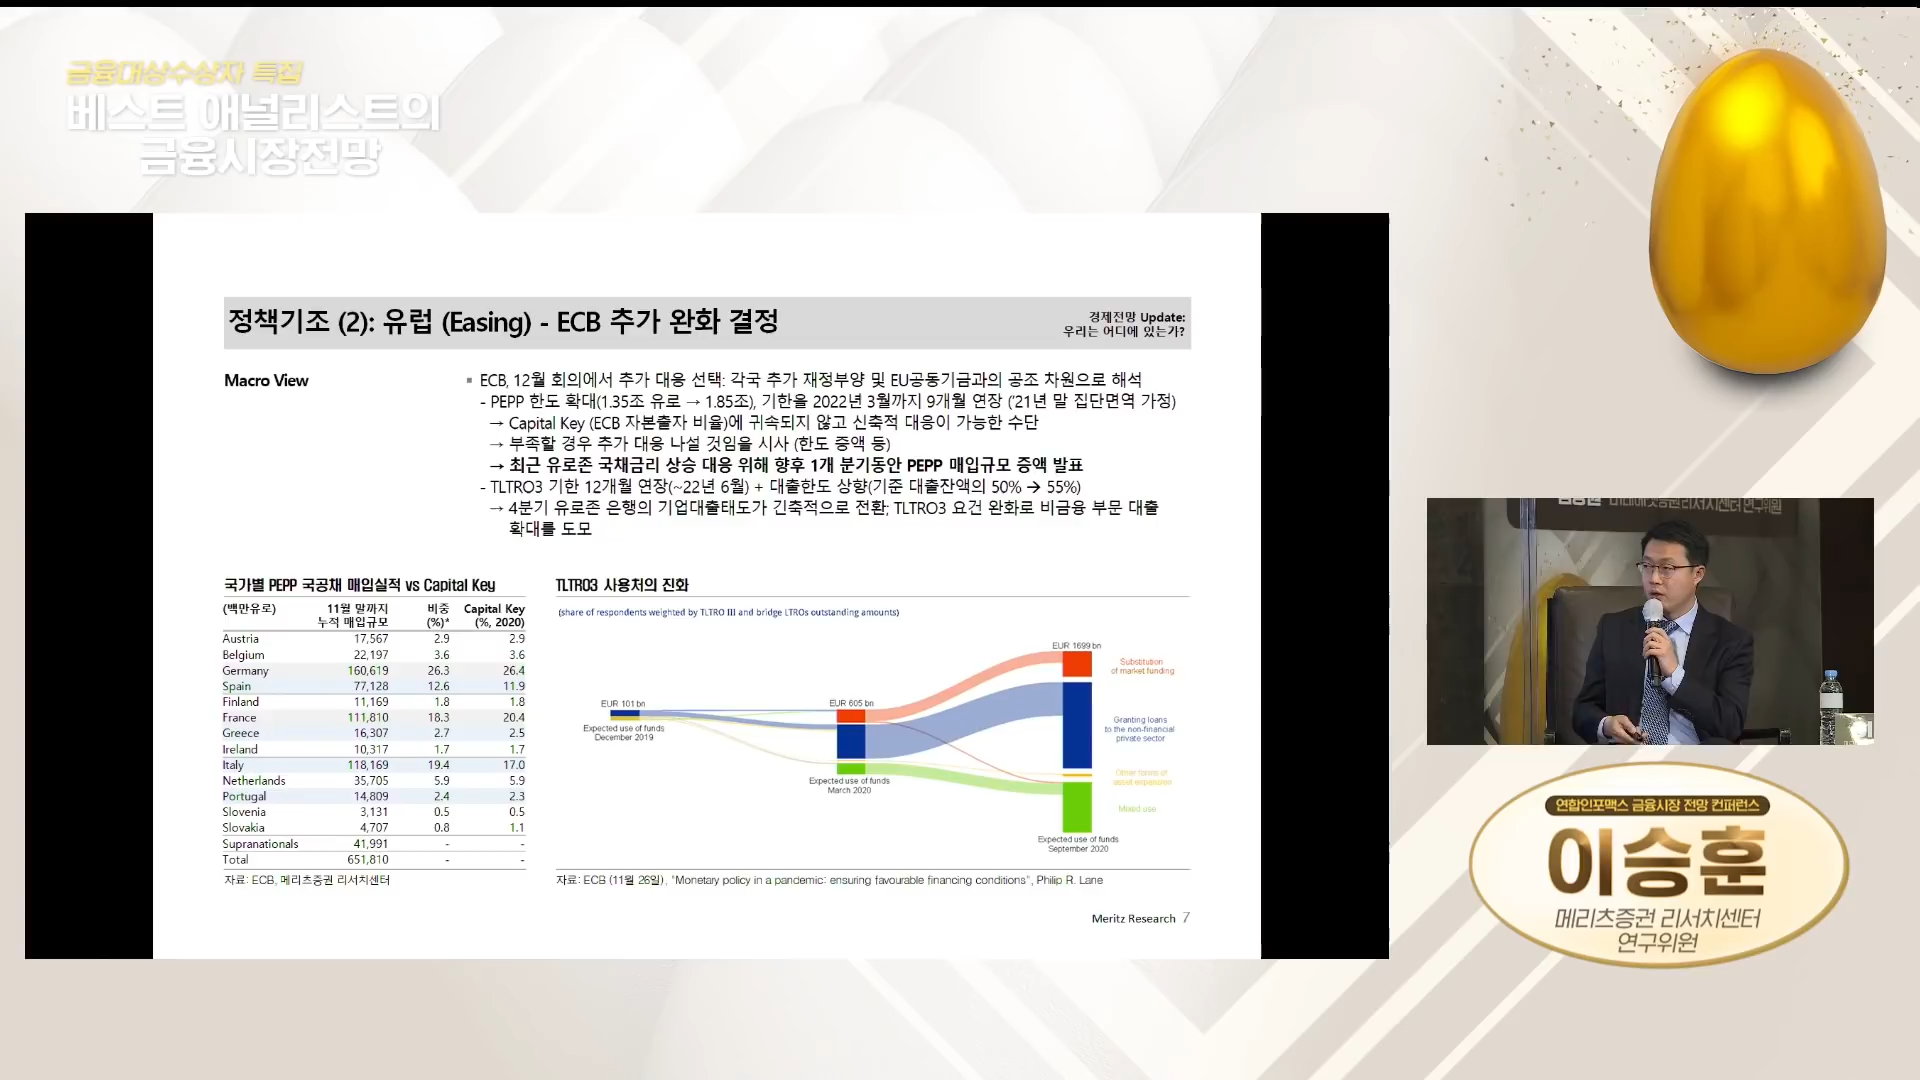 금융대상수상자 특집
베스트 애널리스트의
금융시장전망
정책기조 (2): 유럽 (Easing) - ECB 추가 완화 결정
경제전망 Update:
우리는 어디에 있는가?
Macro View
▪ ECB, 12월 회의에서 추가 대응 선택: 각국 추가 재정부양 및 EU공동기금과의 공조 차원으로 해석
- PEPP 한도 확대(1.35조 유로 → 1.85조), 기한을 2022년 3월까지 9개월 연장 ('21년 말 집단면역 가정)
→ Capital Key (ECB 자본출자 비율)에 귀속되지 않고 신축적 대응이 가능한 수단
→ 부족할 경우 추가 대응 나설 것임을 시사 (한도 증액 등)
→ 최근 유로존 국채금리 상승 대응 위해 향후 1개 분기동안 PEPP 매입규모 증액 발표
- TLTRO3 기한 12개월 연장(~22년 6월) + 대출한도 상향(기준 대출잔액의 50% → 55%)
→ 4분기 유로존 은행의 기업대출태도가 긴축적으로 전환; TLTRO3 요건 완화로 비금융 부문 대출
확대를 도모
국가별 PEPP 국공채 매입실적 vs Capital Key
(백만유로) 11월 말까지 비중 Capital Key
누적 매입규모 (%)* (%, 2020)
Austria 17,567 2.9 2.9
Belgium 22,197 3.6 3.6
Germany 160,619 26.3 26.4
Spain 77,128 12.6 11.9
Finland 11,169 1.8 1.8
France 111,810 18.3 20.4
Greece 16,307 2.7 2.5
Ireland 10,317 1.7 1.7
Italy 118,169 19.4 17.0
Netherlands 35,705 5.9 5.9
Portugal 14,809 2.4 2.3
Slovenia 3,131 0.5 0.5
Slovakia 4,707 0.8 1.1
Supranationals 41,991 - -
Total 651,810 - -
자료: ECB, 메리츠증권 리서치센터
TLTRO3 사용처의 진화
(share of respondents weighted by TLTRO III and bridge LTROs outstanding amounts)
EUR 101 bn
Expected use of funds
December 2019
EUR 605 bn
Expected use of funds
March 2020
EUR 1699 bn
Expected use of funds
September 2020
Substitution
of market funding
Granting loans
to the non-financial
private sector
Other forms of
asset expansion
Mixed use
자료: ECB (11월 26일), "Monetary policy in a pandemic: ensuring favourable financing conditions", Philip R. Lane
Meritz Research 7
연합인포맥스 금융시장 전망 컨퍼런스
이승훈
메리츠증권 리서치센터
연구위원